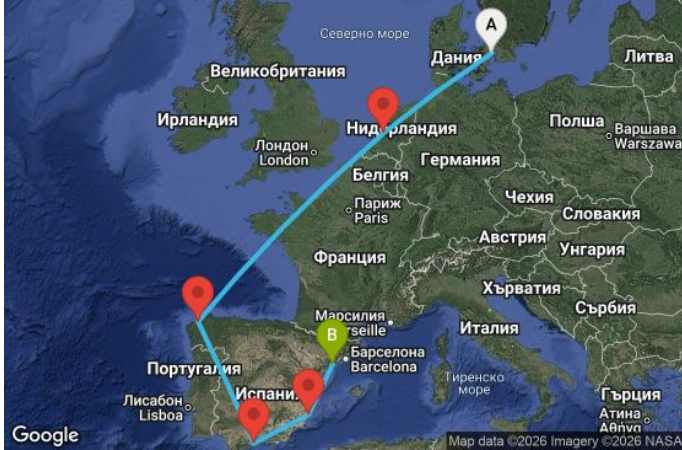 A
Северно море
Дания
Литва
Великобритания
Ирландия
Нидерландия
Полша
Варшава
Warszawa
Лондон
London
Германия
Белгия
Париж
Paris
Чехия
Словакия
Австрия
Унгария
Франция
Хърватия
Сърбия
Марсилия
Италия
B
Барселона
Barcelona
Португалия
Тиренско
море
Испания
Гърция
Лисабон
Lisboa
Атина
Google
Map data ©2026 Imagery ©2026 NASA